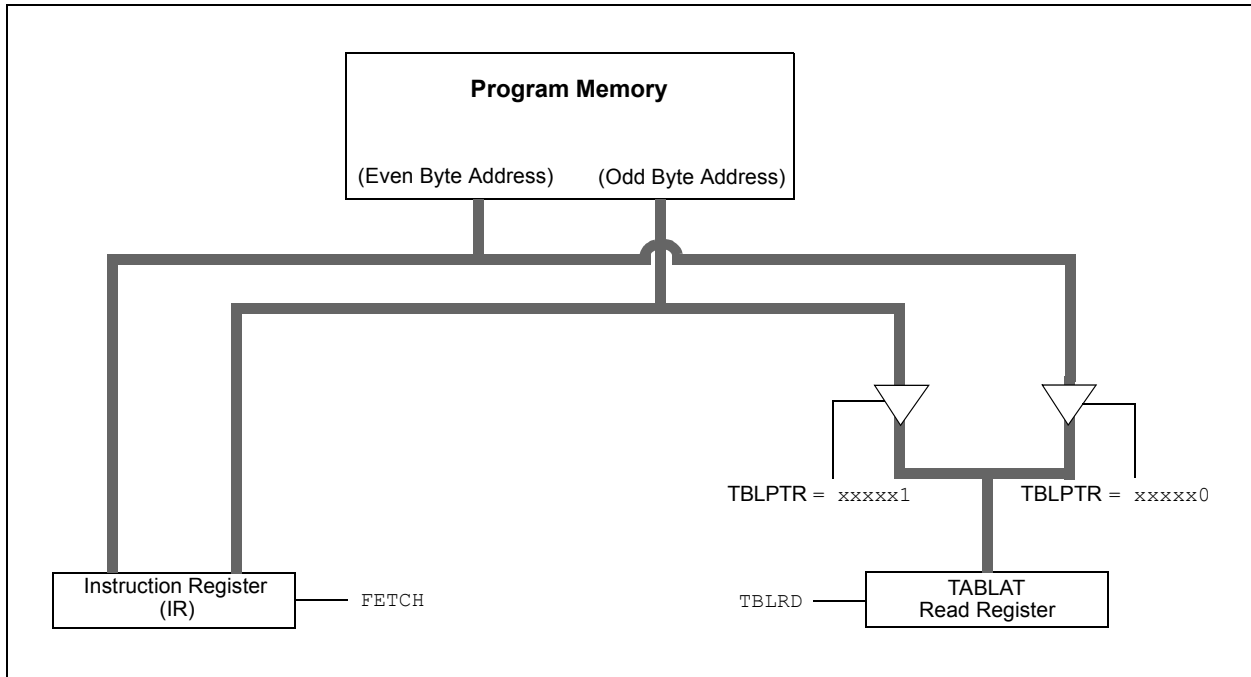 Program Memory
(Even Byte Address) (Odd Byte Address)
TBLPTR = xxxxx1 TBLPTR = xxxxx0
Instruction Register
(IR)
FETCH
TBLRD
TABLAT
Read Register